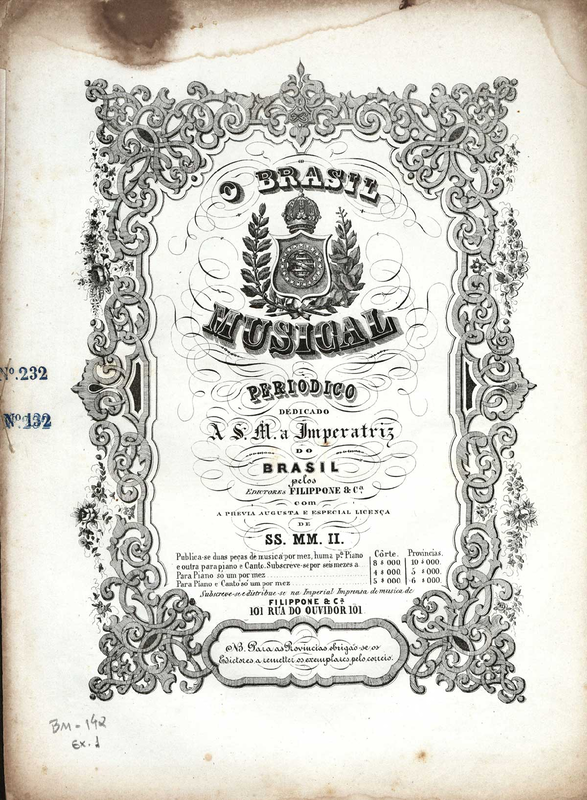 O BRASIL
MUSICAL
Nº.232
Nº.132
PERIODICO
DEDICADO
A S. M. a Imperatriz
DO
BRASIL
pelos
EDICTORES FILIPPONE & Cª
com
A PREVIA AUGUSTA E ESPECIAL LICENÇA
DE
SS. MM. II.
Publica-se duas peças de musica por mez, huma pª Piano
e outra para piano e Canto. Subscreve-se por seis mezes a
Para Piano só um por mez
Para Piano e Canto só um por mez
Côrte. Provincias.
8 $ 000 10 $ 000.
4 $ 000 5 $ 000.
5 $ 000 6 $ 000.
Subscreve-se e distribue-se na Imperial Imprensa de musica de
FILIPPONE & Cª
101 RUA DO OUVIDOR 101
NB. Para as Provincias obrigão-se os
Edictores a remetter os exemplares pelo correio.
BM-142
Ex. 1